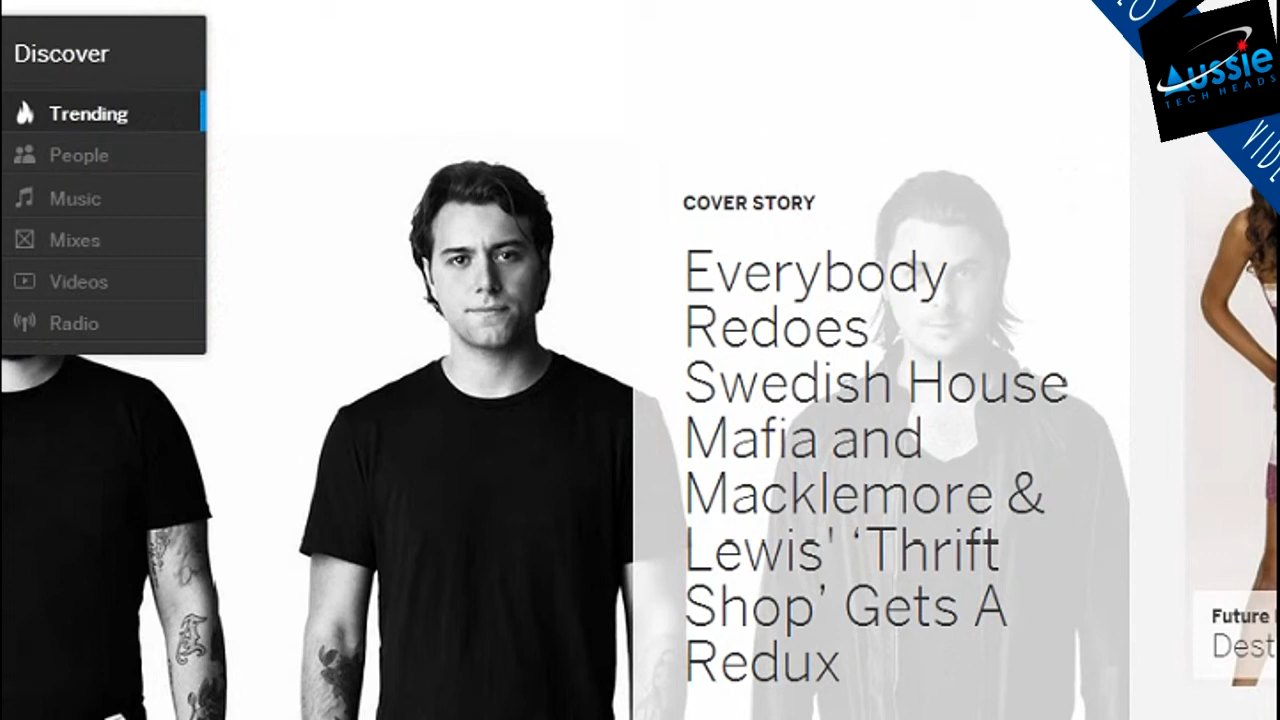 Discover
Trending
People
Music
Mixes
Videos
Radio
COVER STORY
Everybody
Redoes
Swedish House
Mafia and
Macklemore &
Lewis' ‘Thrift
Shop’ Gets A
Redux
AUSSIE
TECH HEADS
Future